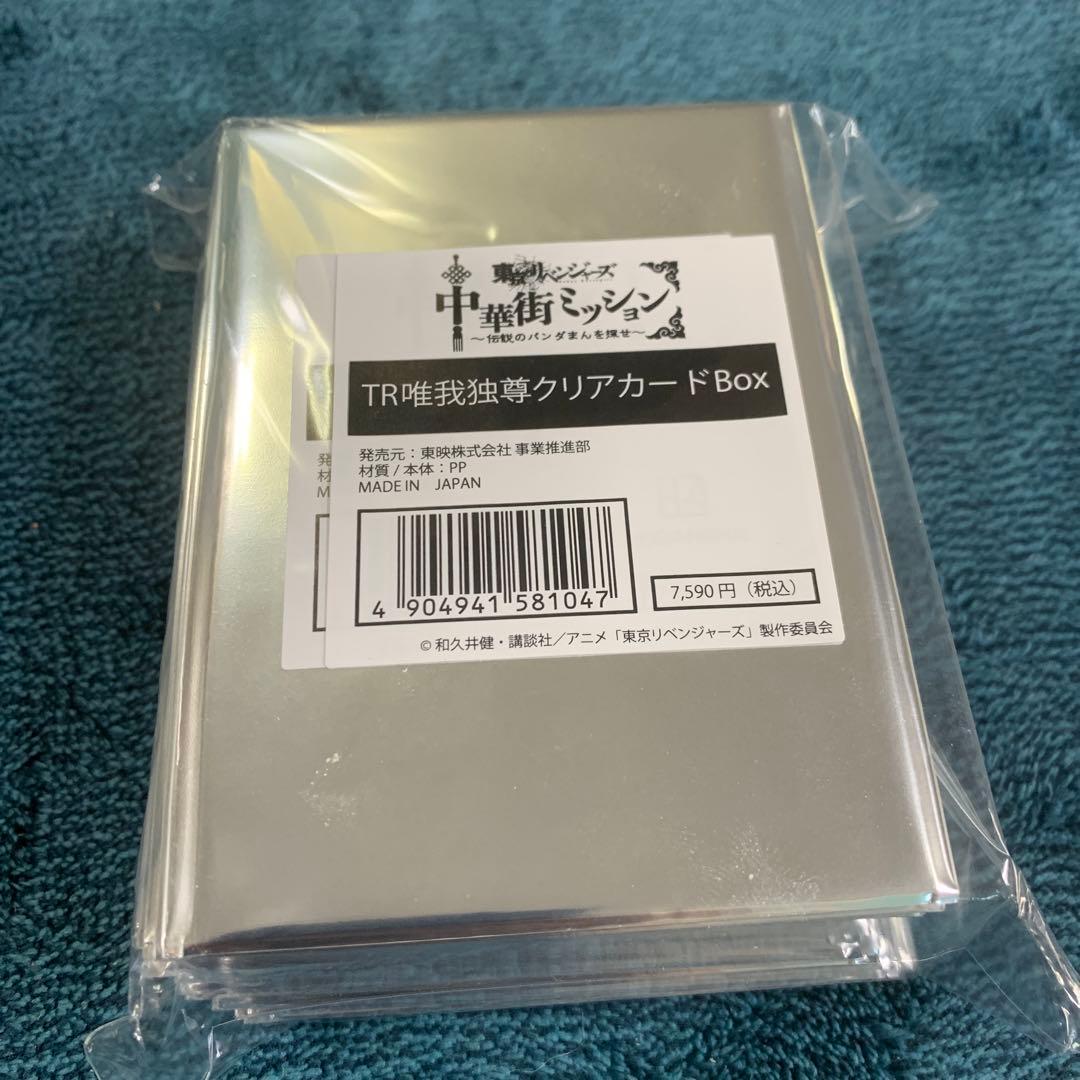 東京リベンジャーズ
中華街ミッション
～伝説のパンダまんを探せ～
TR唯我独尊クリアカードBox
発売元：東映株式会社 事業推進部
材質 / 本体：PP
MADE IN JAPAN
4 904941 581047
7,590 円（税込）
© 和久井健・講談社／アニメ「東京リベンジャーズ」製作委員会
発
材
M